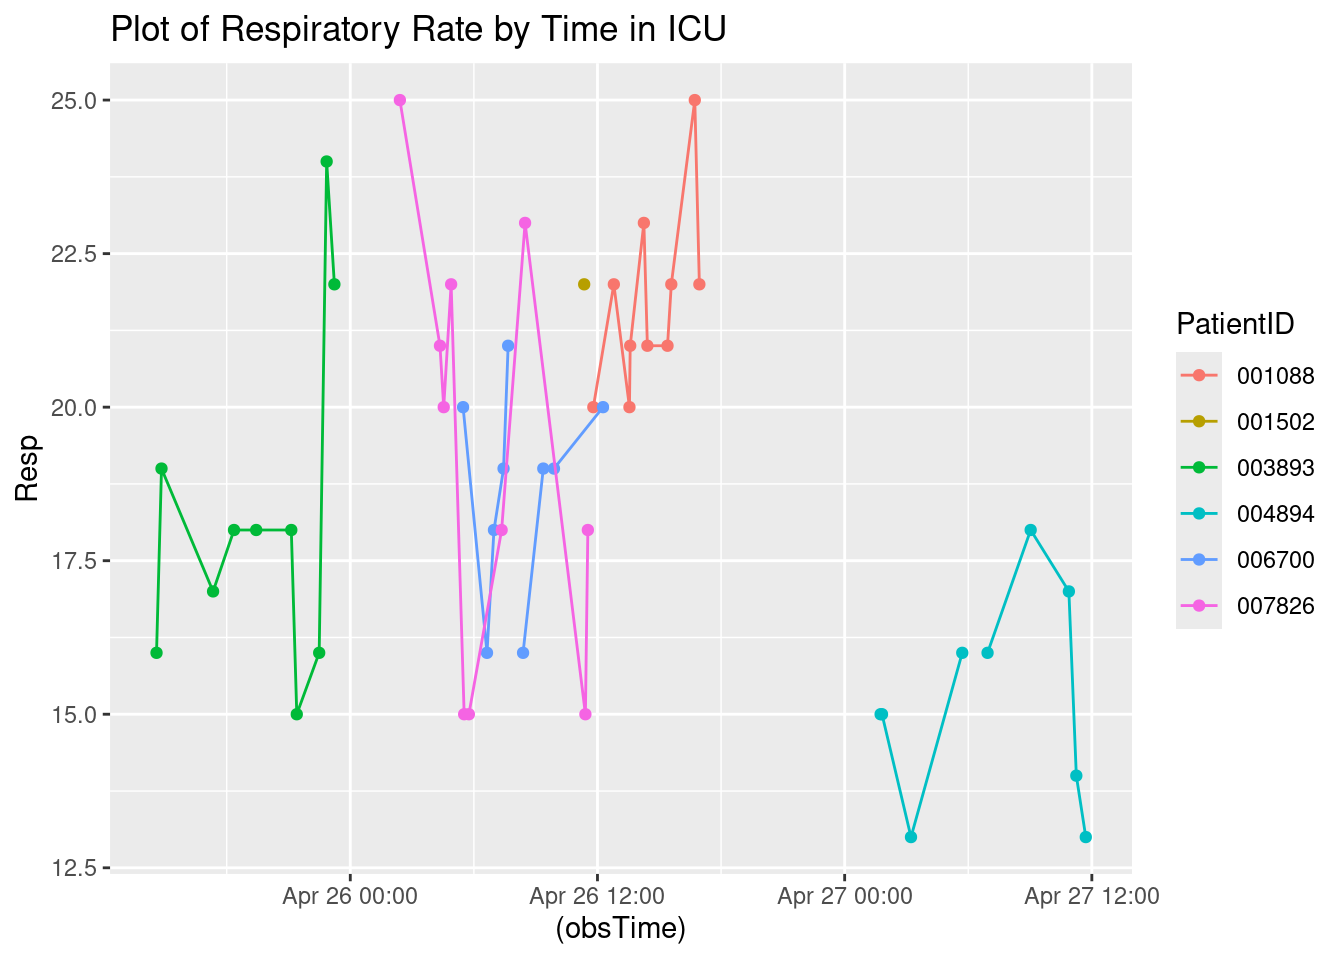 Plot of Respiratory Rate by Time in ICU
25.0
22.5
20.0
17.5
15.0
12.5
Resp
Apr 26 00:00
Apr 26 12:00
Apr 27 00:00
Apr 27 12:00
(obsTime)
PatientID
001088
001502
003893
004894
006700
007826